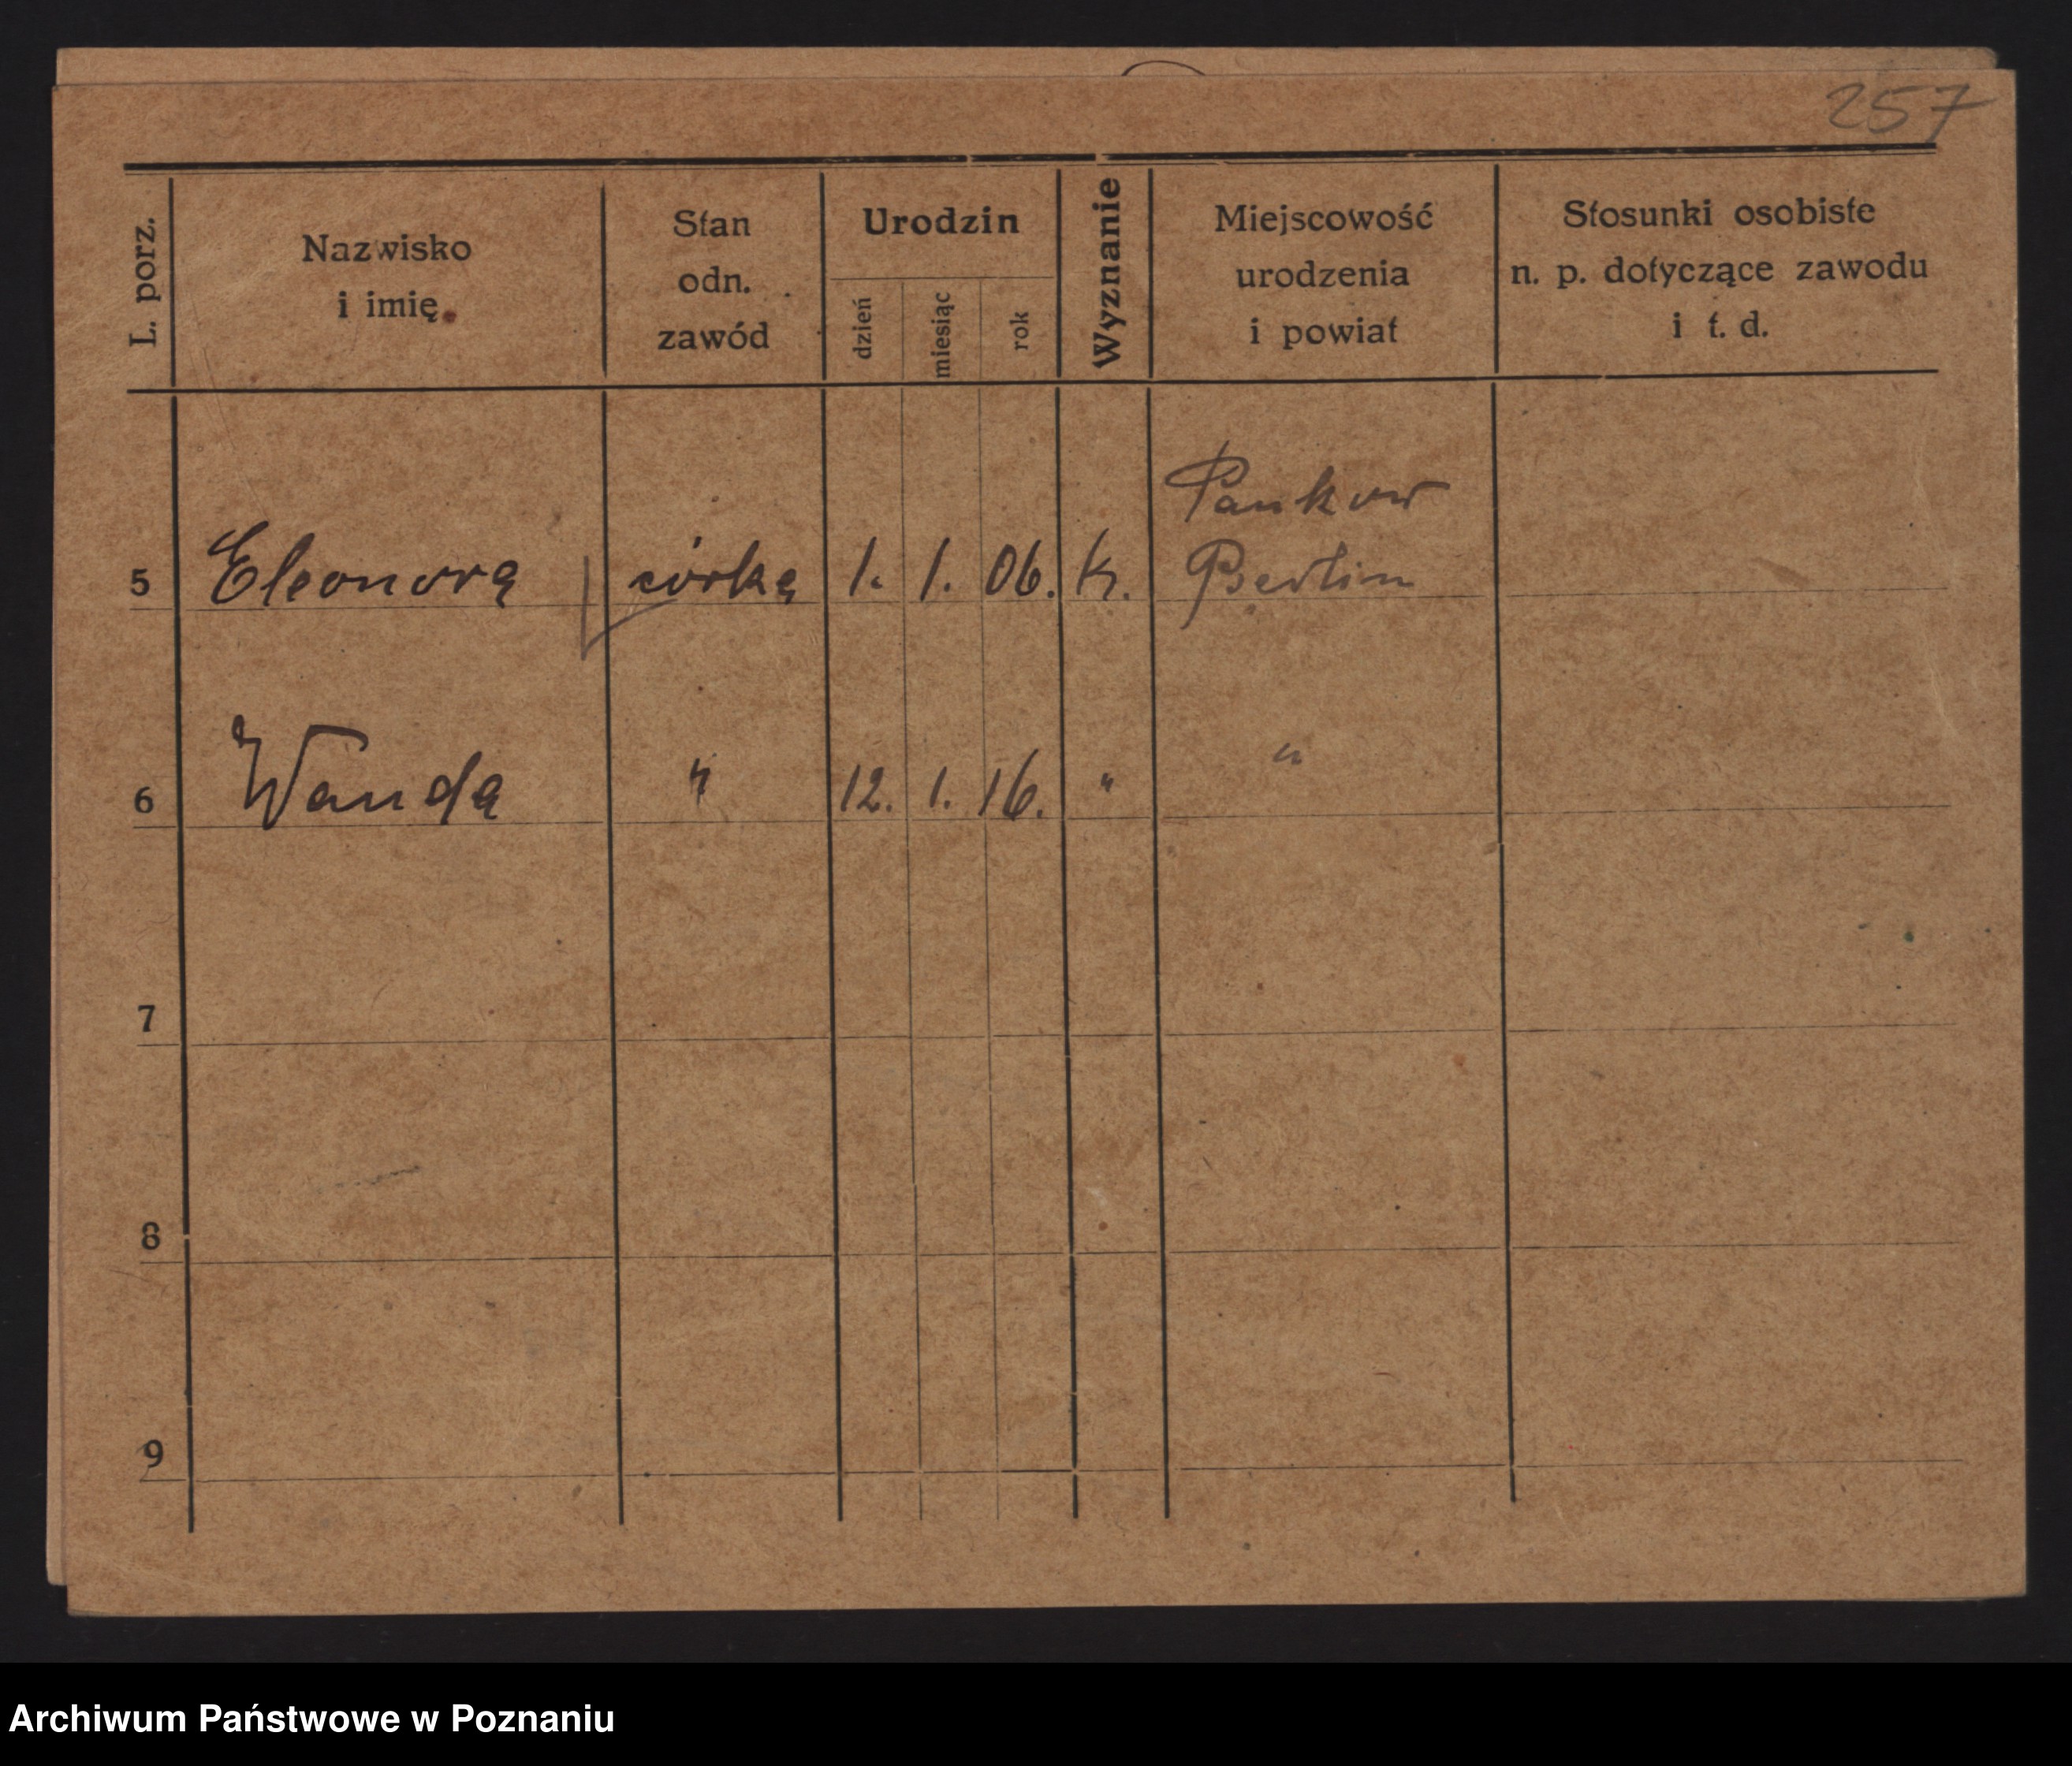 257
L. porz.
Nazwisko
i imię
Stan
odn.
zawód
Urodzin
dzień
miesiąc
rok
Wyznanie
Miejscowość
urodzenia
i powiat
Stosunki osobiste
n. p. dotyczące zawodu
i t. d.
Pankow
5 Eleonora córka 1. 1. 06. K. Berlin
6 Wanda " 12. 1. 16. " "
7
8
9
Archiwum Państwowe w Poznaniu